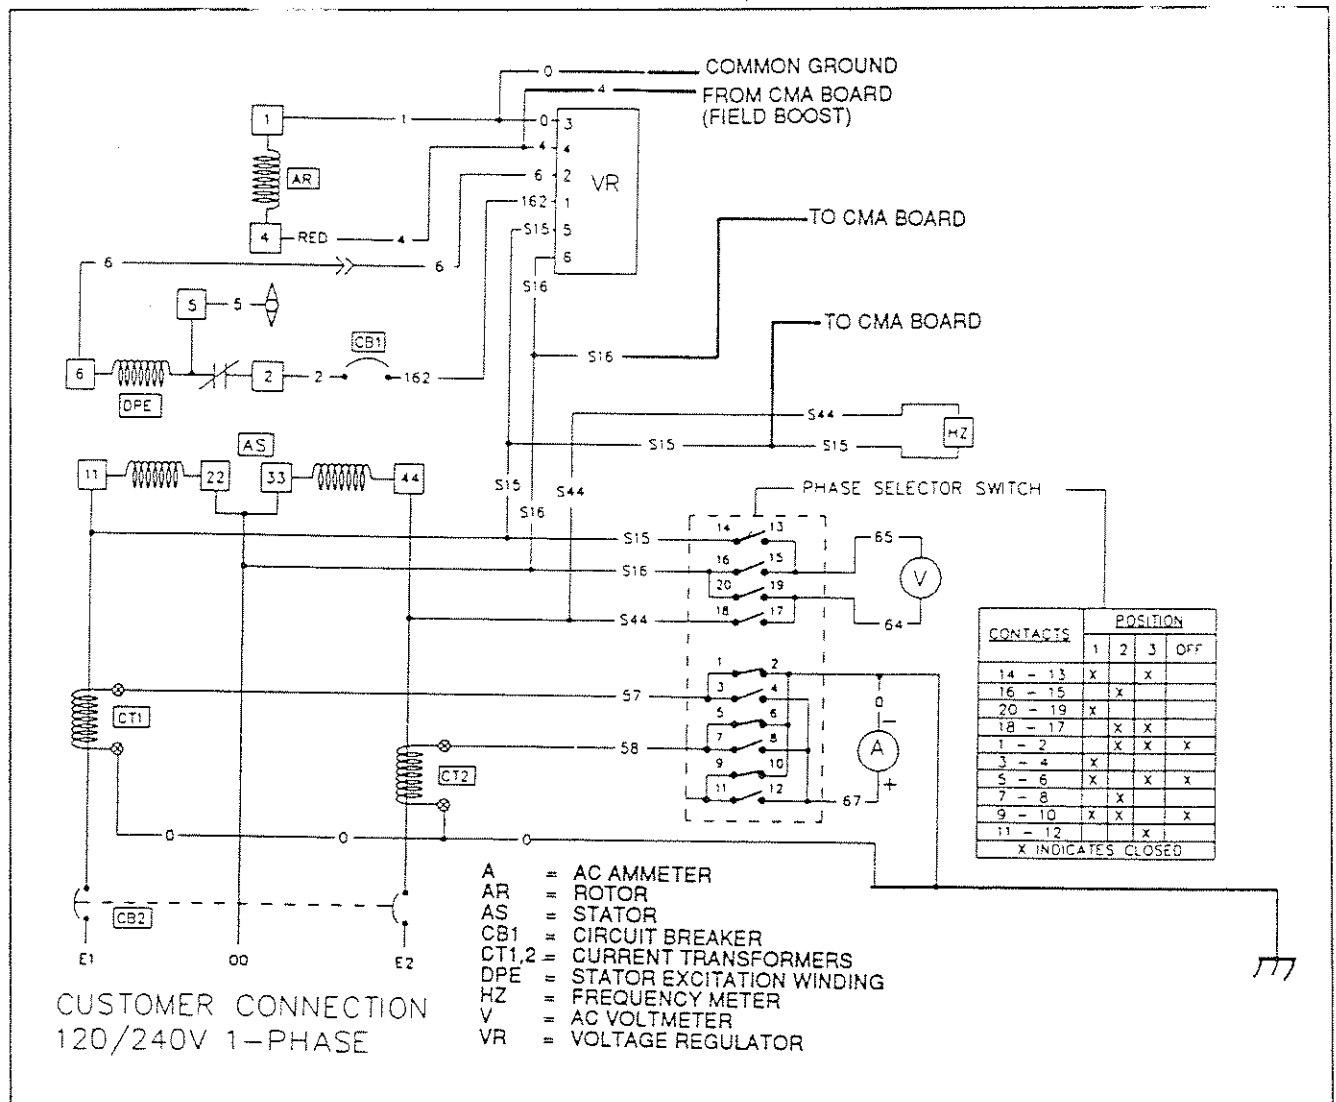 0 COMMON GROUND
4 FROM CMA BOARD
(FIELD BOOST)
1 1 0 3
4 4
AR
6 2 VR
162 1
4 RED 4 S15 5
6 6 6
S16
TO CMA BOARD
5 5
TO CMA BOARD
CB1
S16
6 2 2 162
DPE
S44
HZ
S15 S15
AS
11 22 33 44
S15 S44
S16
PHASE SELECTOR SWITCH
14 13
S15 65
16 15
S16 V
20 19
18 17
S44 64
CONTACTS POSITION
1 2 3 OFF
14 - 13 X X
16 - 15 X
20 - 19 X
18 - 17 X X
1 - 2 X X X
3 - 4 X
5 - 6 X X X
7 - 8 X
9 - 10 X X X
11 - 12 X
X INDICATES CLOSED
1 2
57 3 4
0 -
5 6
58 7 8 A
9 10
+
11 12 67
CT1
CT2
0 0 0
CB2
E1 00 E2
A = AC AMMETER
AR = ROTOR
AS = STATOR
CB1 = CIRCUIT BREAKER
CT1,2 = CURRENT TRANSFORMERS
DPE = STATOR EXCITATION WINDING
HZ = FREQUENCY METER
V = AC VOLTMETER
VR = VOLTAGE REGULATOR
CUSTOMER CONNECTION
120/240V 1-PHASE